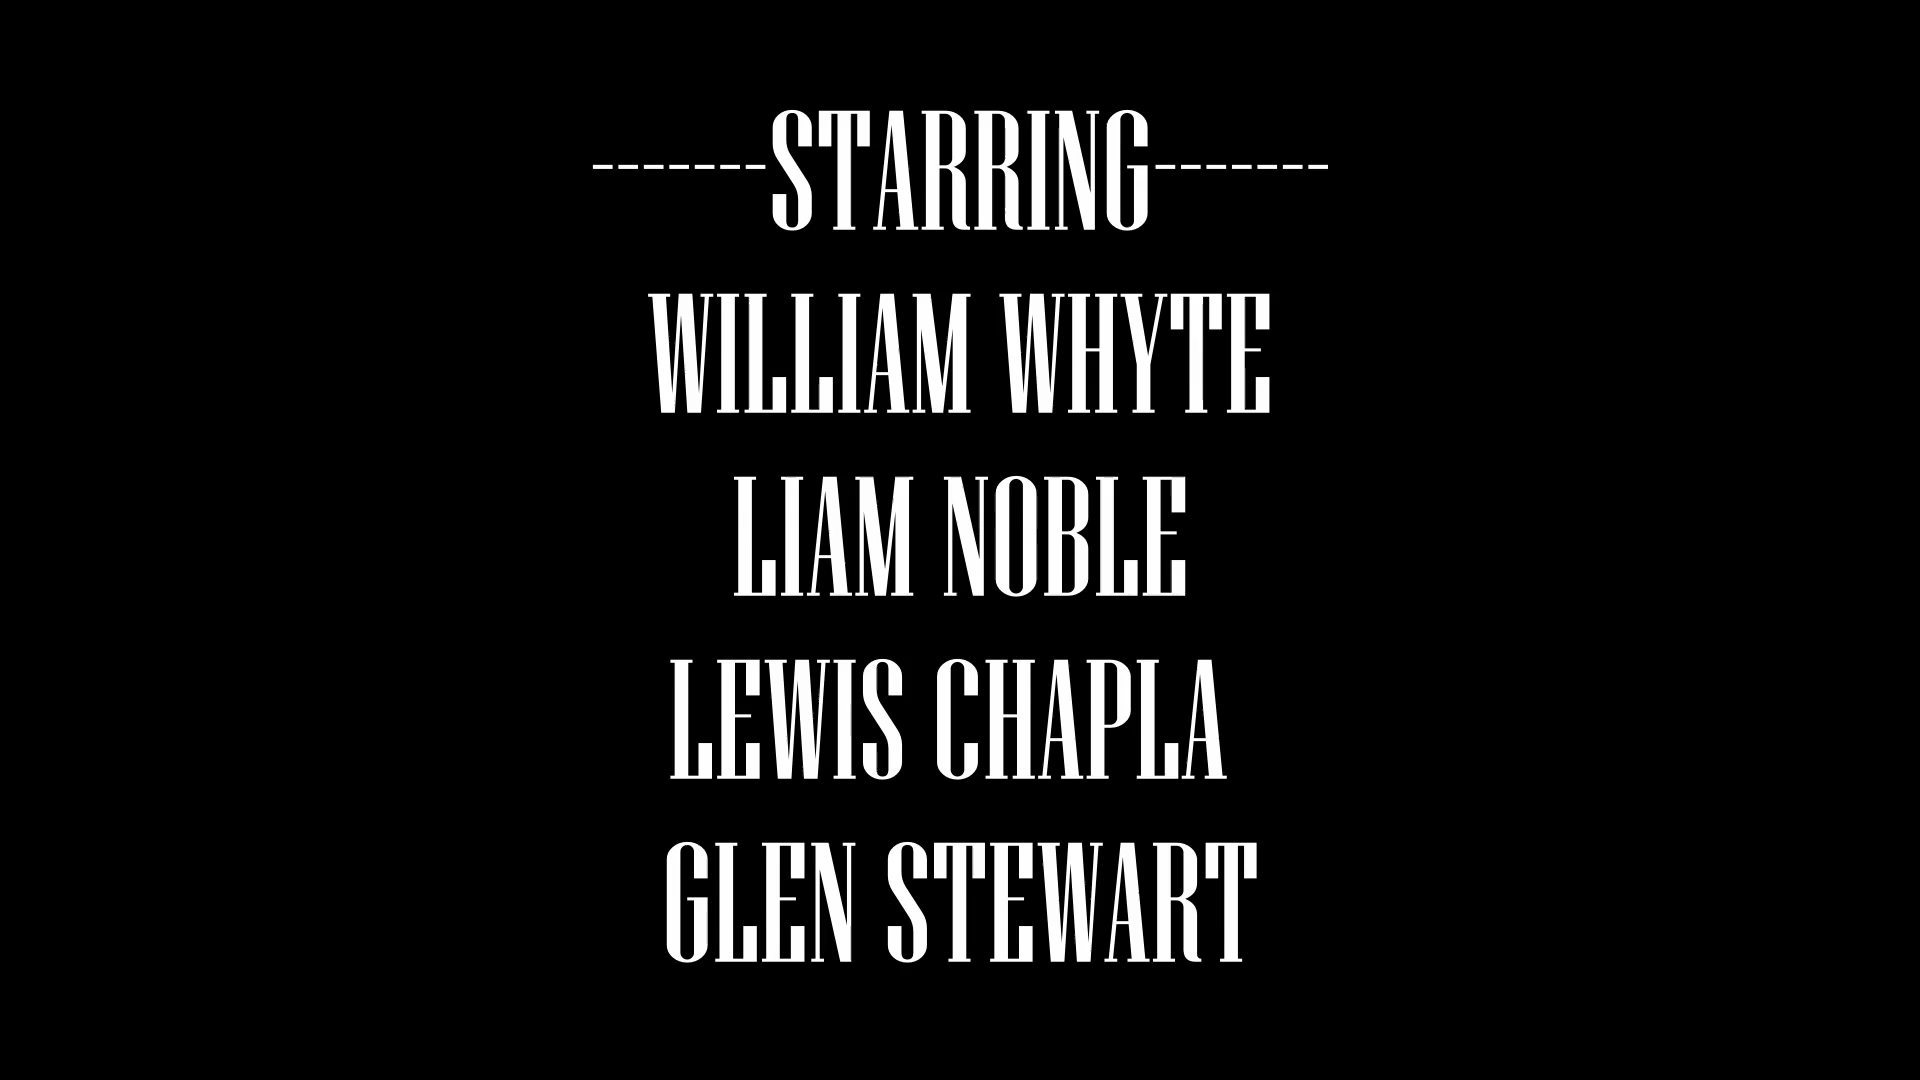 -------STARRING-------
WILLIAM WHYTE
LIAM NOBLE
LEWIS CHAPLA
GLEN STEWART